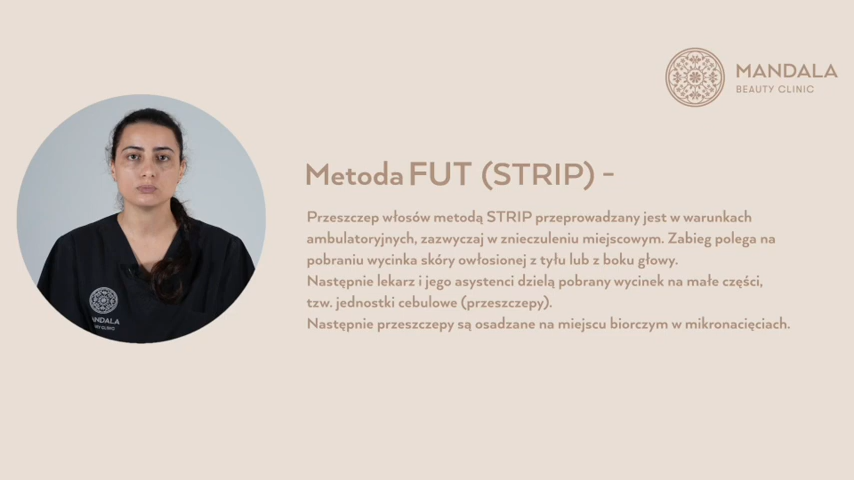 MANDALA
BEAUTY CLINIC
Metoda FUT (STRIP) -
Przeszczep włosów metodą STRIP przeprowadzany jest w warunkach
ambulatoryjnych, zazwyczaj w znieczuleniu miejscowym. Zabieg polega na
pobraniu wycinka skóry owłosionej z tyłu lub z boku głowy.
Następnie lekarz i jego asystenci dzielą pobrany wycinek na małe części,
tzw. jednostki cebulowe (przeszczepy).
Następnie przeszczepy są osadzane na miejscu biorczym w mikronacięciach.
NDALA
CLINIC